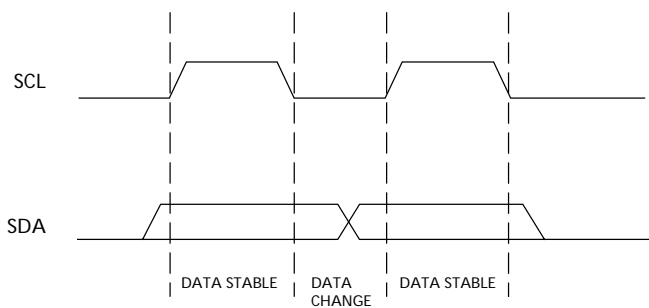 SCL
SDA
DATA STABLE
DATA
CHANGE
DATA STABLE